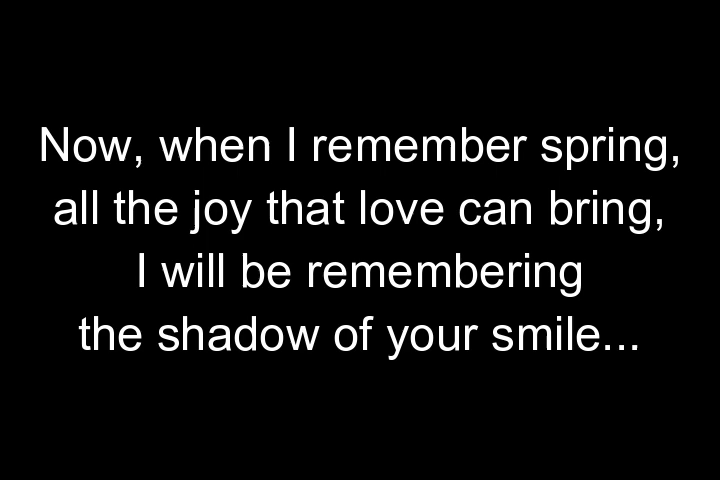 Now, when I remember spring,
all the joy that love can bring,
I will be remembering
the shadow of your smile...